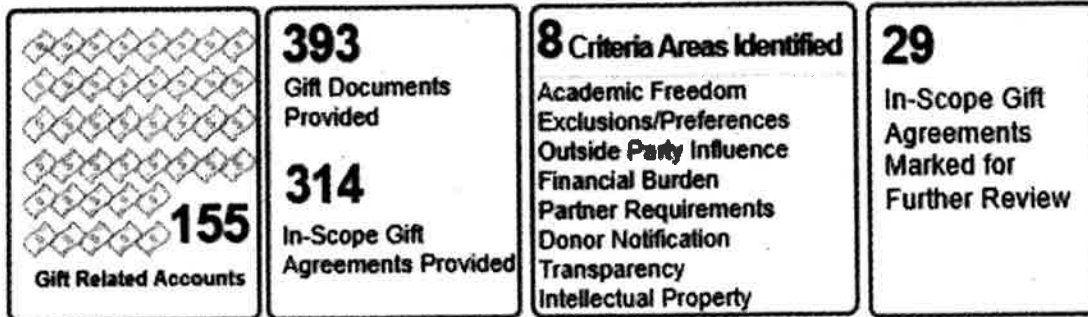 155
Gift Related Accounts
393
Gift Documents
Provided
314
In-Scope Gift
Agreements Provided
8 Criteria Areas Identified
Academic Freedom
Exclusions/Preferences
Outside Party Influence
Financial Burden
Partner Requirements
Donor Notification
Transparency
Intellectual Property
29
In-Scope Gift
Agreements
Marked for
Further Review